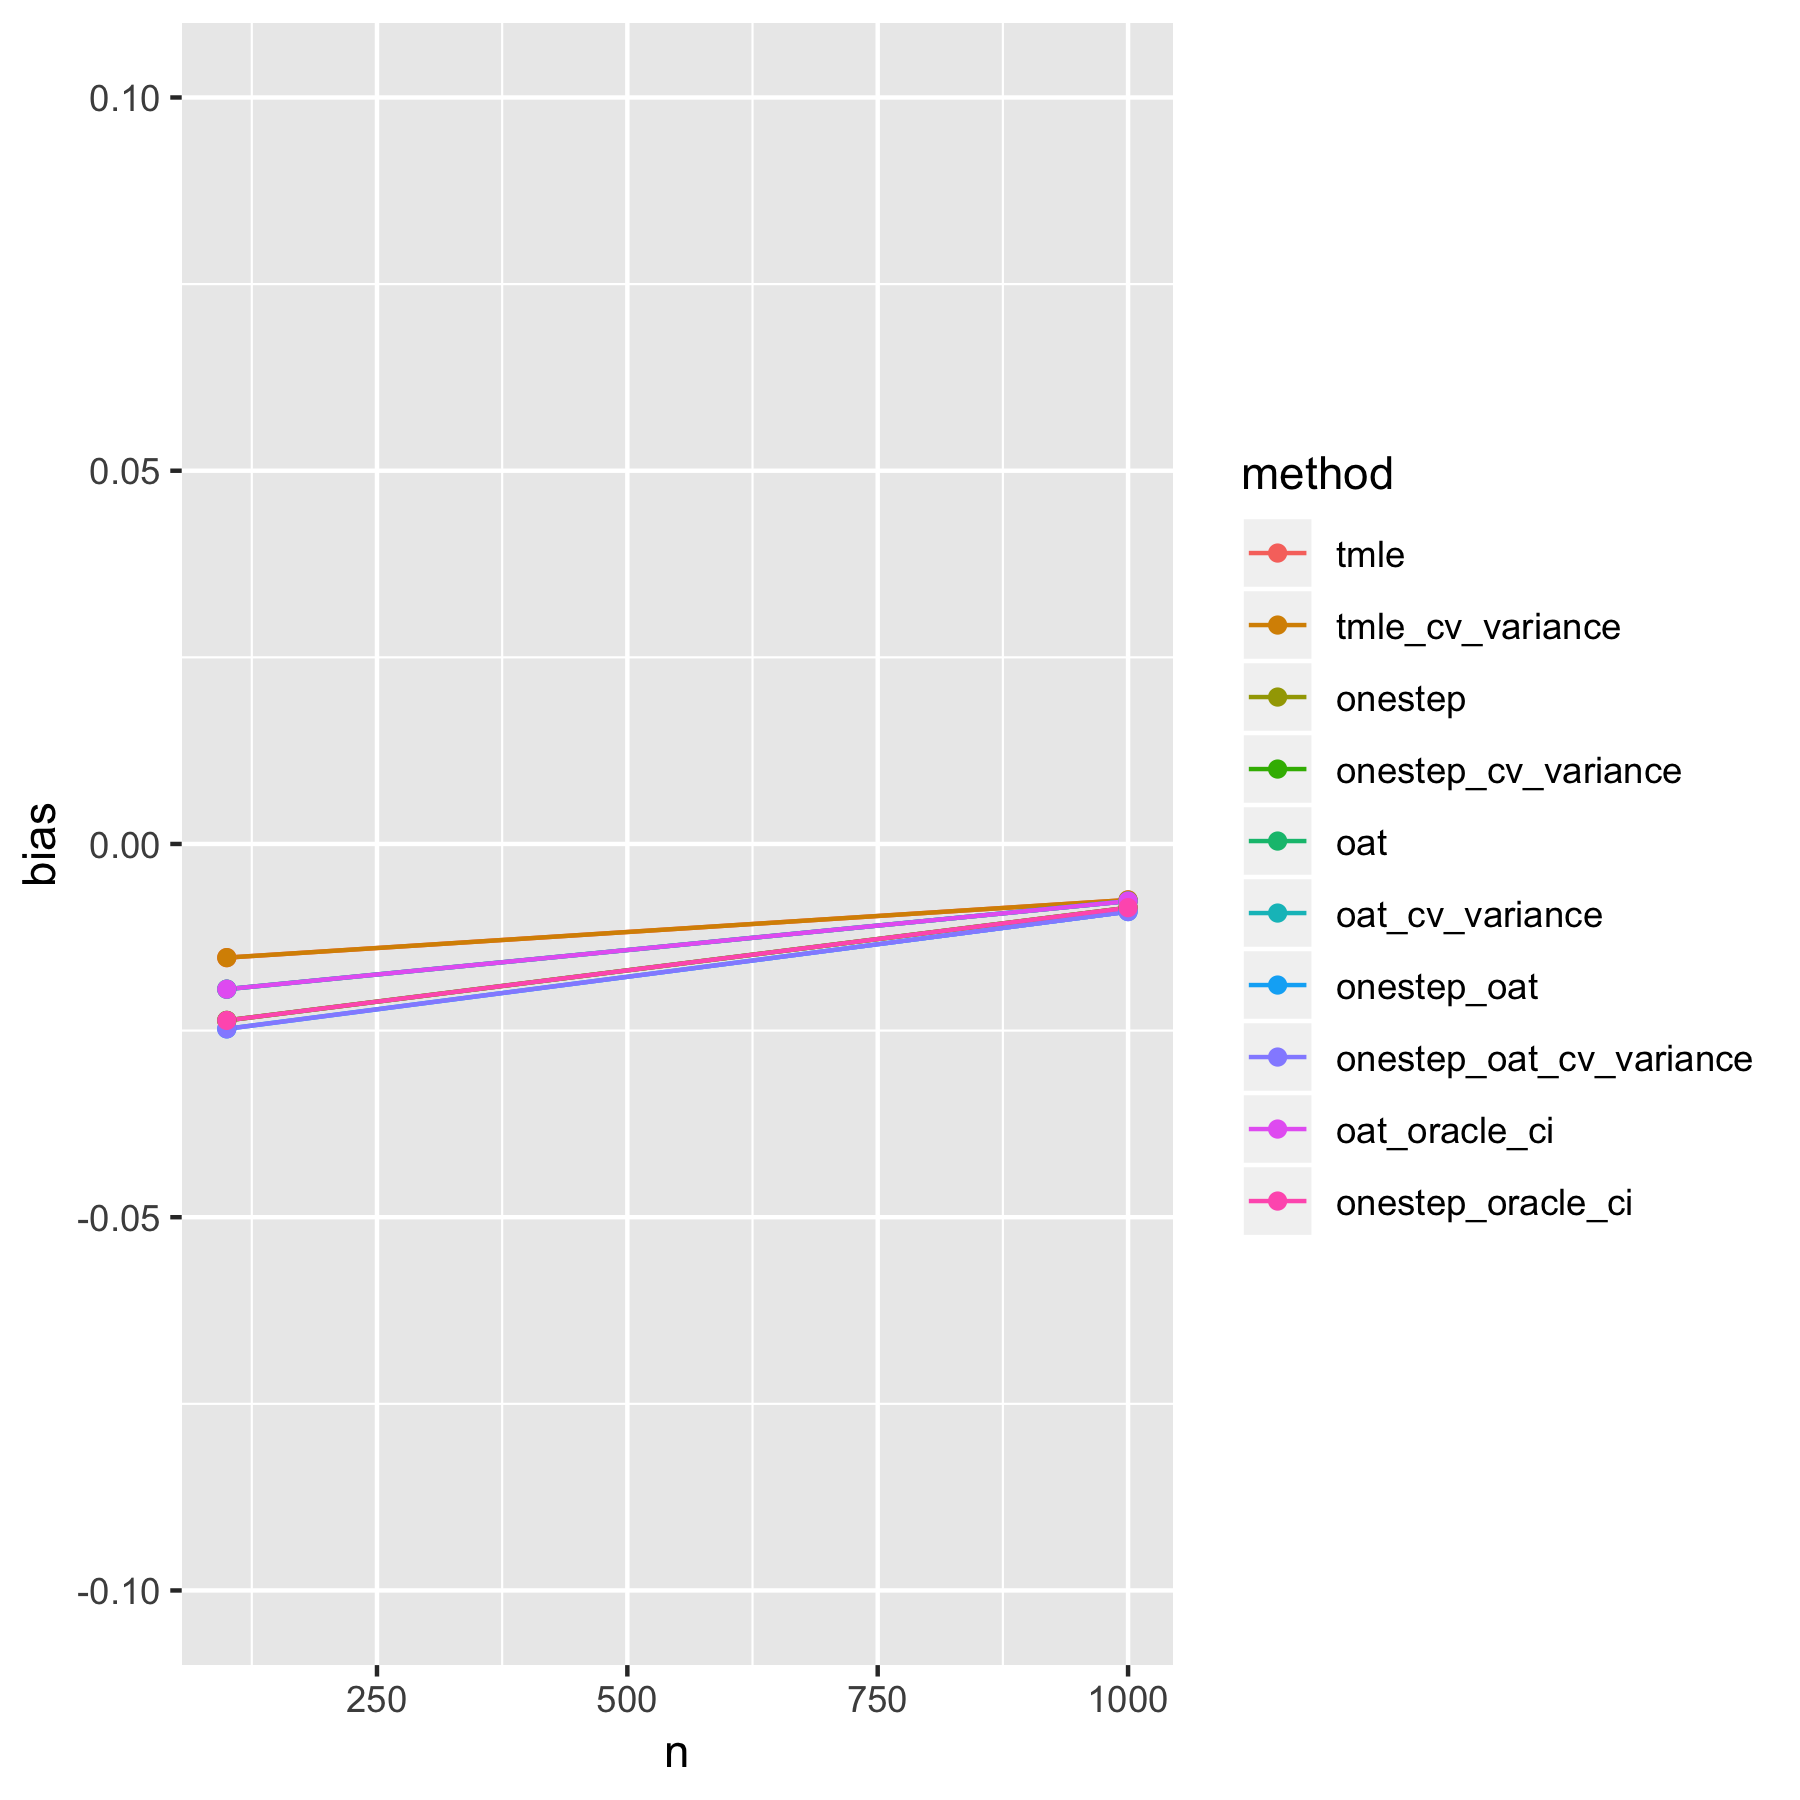 0.10
0.05
0.00
-0.05
-0.10
bias
250 500 750 1000
n
method
tmle
tmle_cv_variance
onestep
onestep_cv_variance
oat
oat_cv_variance
onestep_oat
onestep_oat_cv_variance
oat_oracle_ci
onestep_oracle_ci